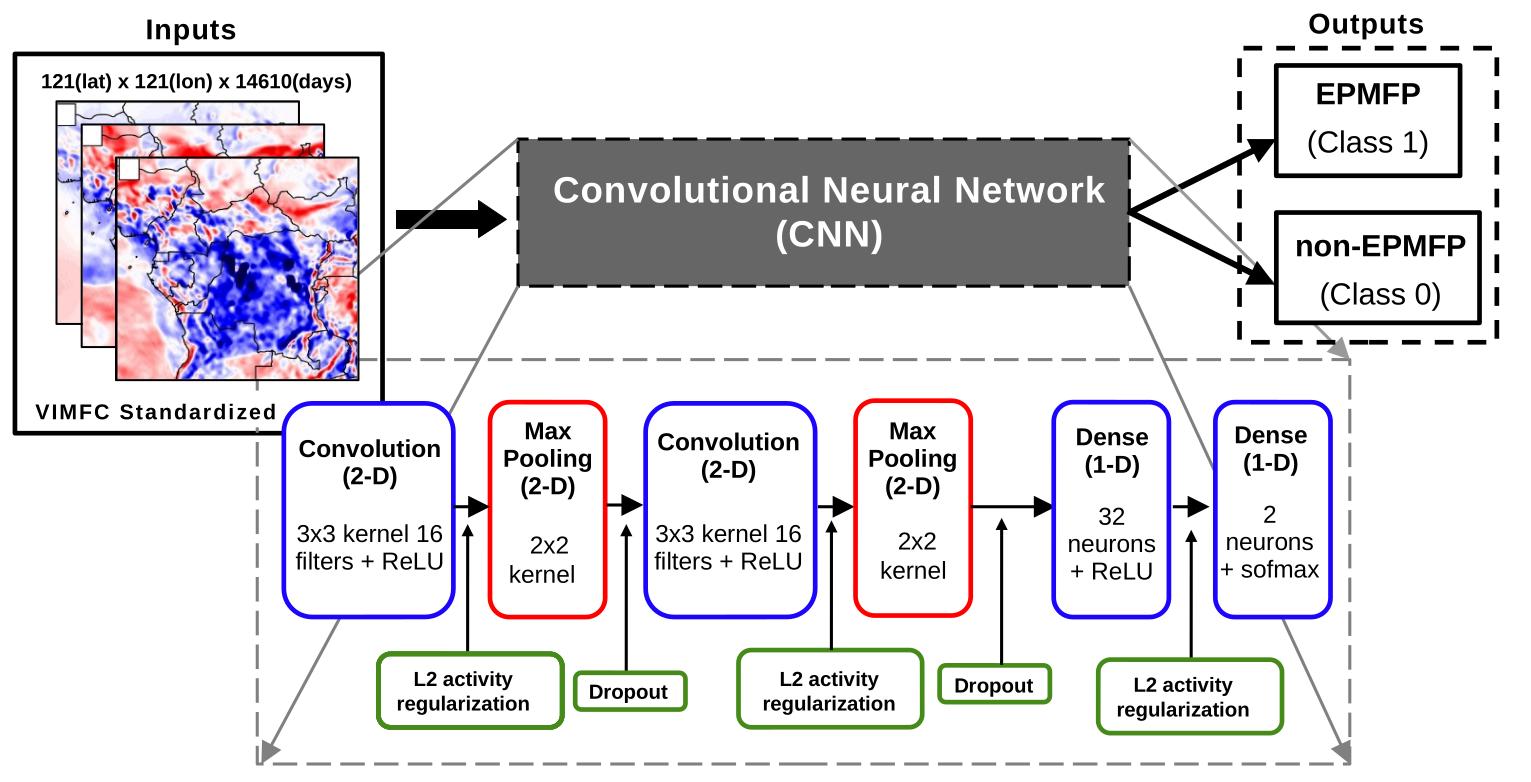 Inputs
121(lat) x 121(lon) x 14610(days)
VIMFC Standardized
Convolutional Neural Network
(CNN)
Outputs
EPMFP
(Class 1)
non-EPMFP
(Class 0)
Convolution
(2-D)
3x3 kernel 16
filters + ReLU
Max
Pooling
(2-D)
2x2
kernel
Convolution
(2-D)
3x3 kernel 16
filters + ReLU
Max
Pooling
(2-D)
2x2
kernel
Dense
(1-D)
32
neurons
+ ReLU
Dense
(1-D)
2
neurons
+ sofmax
L2 activity
regularization
Dropout
L2 activity
regularization
Dropout
L2 activity
regularization